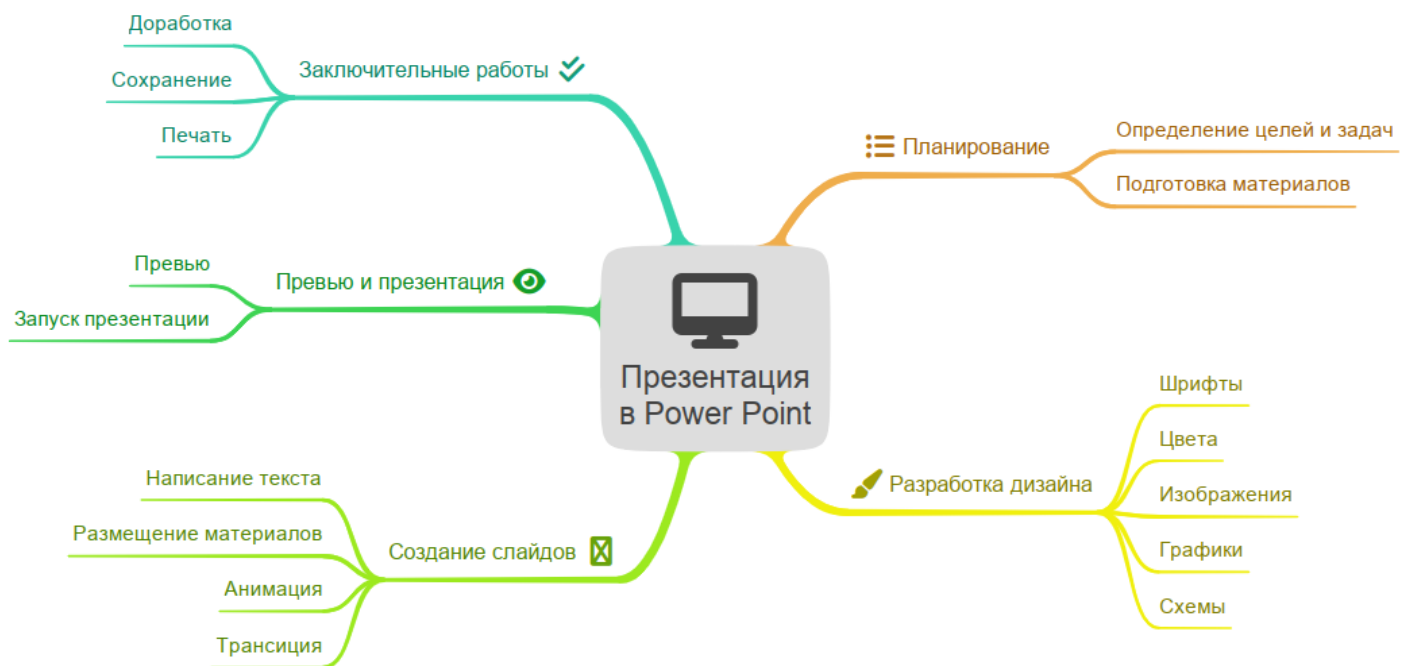 Презентация
в Power Point
Планирование
Определение целей и задач
Подготовка материалов
Разработка дизайна
Шрифты
Цвета
Изображения
Графики
Схемы
Создание слайдов
Написание текста
Размещение материалов
Анимация
Трансиция
Превью и презентация
Превью
Запуск презентации
Заключительные работы
Доработка
Сохранение
Печать